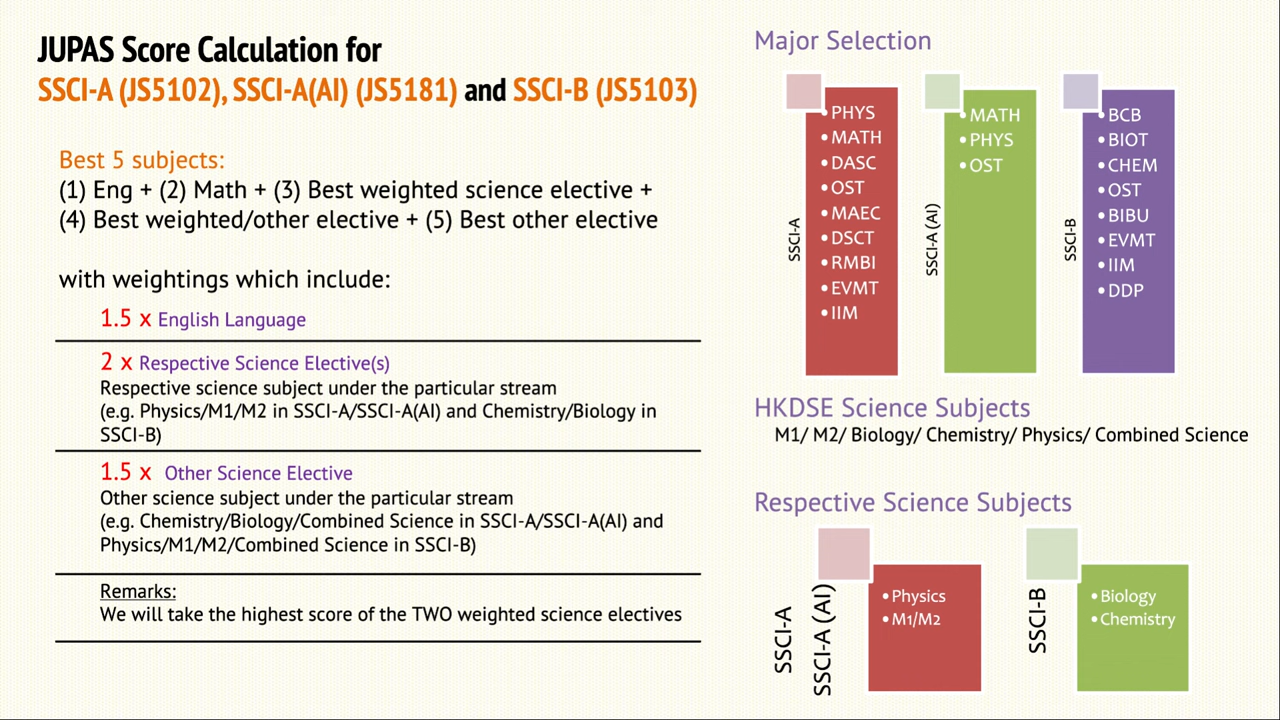 JUPAS Score Calculation for
SSCI-A (JS5102), SSCI-A(AI) (JS5181) and SSCI-B (JS5103)
Best 5 subjects:
(1) Eng + (2) Math + (3) Best weighted science elective +
(4) Best weighted/other elective + (5) Best other elective
with weightings which include:
1.5 x English Language
2 x Respective Science Elective(s)
Respective science subject under the particular stream
(e.g. Physics/M1/M2 in SSCI-A/SSCI-A(AI) and Chemistry/Biology in
SSCI-B)
1.5 x Other Science Elective
Other science subject under the particular stream
(e.g. Chemistry/Biology/Combined Science in SSCI-A/SSCI-A(AI) and
Physics/M1/M2/Combined Science in SSCI-B)
Remarks:
We will take the highest score of the TWO weighted science electives
Major Selection
SSCI-A
• PHYS
• MATH
• DASC
• OST
• MAEC
• DSCT
• RMBI
• EVMT
• IIM
SSCI-A (AI)
• MATH
• PHYS
• OST
SSCI-B
• BCB
• BIOT
• CHEM
• OST
• BIBU
• EVMT
• IIM
• DDP
HKDSE Science Subjects
M1/ M2/ Biology/ Chemistry/ Physics/ Combined Science
Respective Science Subjects
SSCI-A
SSCI-A (AI)
• Physics
• M1/M2
SSCI-B
• Biology
• Chemistry